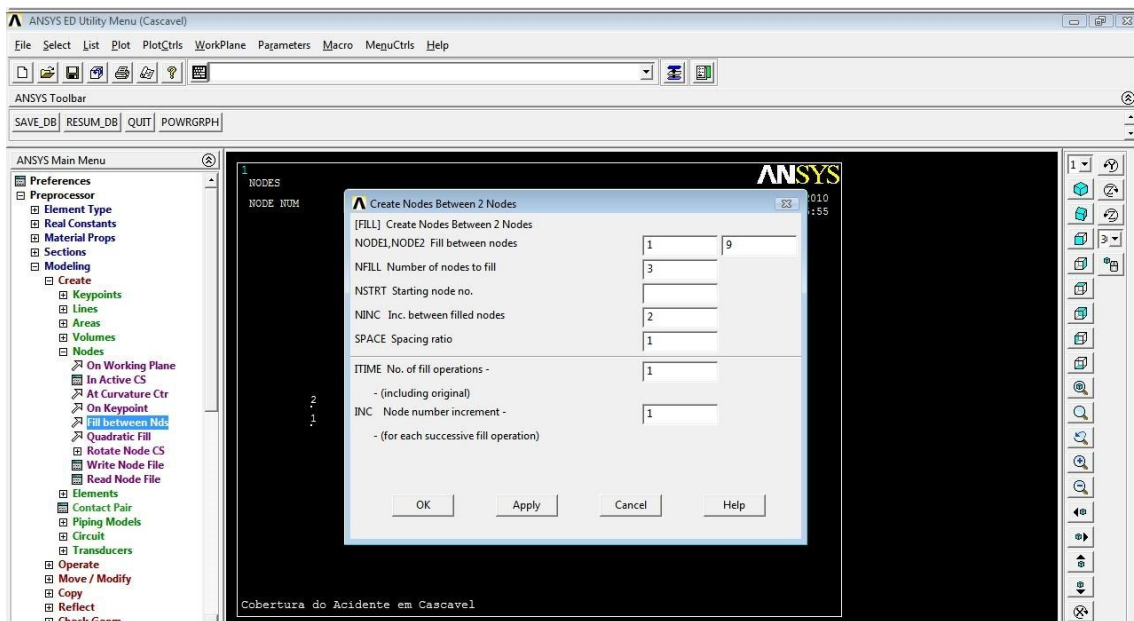 ANSYS ED Utility Menu (Cascavel)
File Select List Plot PlotCtrls WorkPlane Parameters Macro MenuCtrls Help
ANSYS Toolbar
SAVE_DB RESUM_DB QUIT POWRGRPH
ANSYS Main Menu
Preferences
Preprocessor
Element Type
Real Constants
Material Props
Sections
Modeling
Create
Keypoints
Lines
Areas
Volumes
Nodes
On Working Plane
In Active CS
At Curvature Ctr
On Keypoint
Fill between Nds
Quadratic Fill
Rotate Node CS
Write Node File
Read Node File
Elements
Contact Pair
Piping Models
Circuit
Transducers
Operate
Move / Modify
Copy
Reflect
Check Geom
1
NODES
NODE NUM
ANSYS
2010
:55
2
1
Create Nodes Between 2 Nodes
[FILL] Create Nodes Between 2 Nodes
NODE1,NODE2 Fill between nodes 1 9
NFILL Number of nodes to fill 3
NSTRT Starting node no.
NINC Inc. between filled nodes 2
SPACE Spacing ratio 1
ITIME No. of fill operations - 1
- (including original)
INC Node number increment - 1
- (for each successive fill operation)
OK Apply Cancel Help
Cobertura do Acidente em Cascavel
1
3